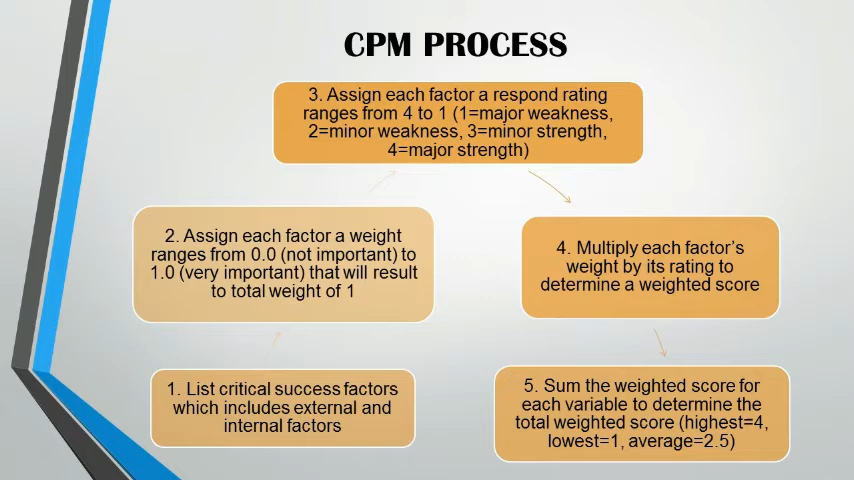 CPM PROCESS
3. Assign each factor a respond rating
ranges from 4 to 1 (1=major weakness,
2=minor weakness, 3=minor strength,
4=major strength)
2. Assign each factor a weight
ranges from 0.0 (not important) to
1.0 (very important) that will result
to total weight of 1
4. Multiply each factor’s
weight by its rating to
determine a weighted score
1. List critical success factors
which includes external and
internal factors
5. Sum the weighted score for
each variable to determine the
total weighted score (highest=4,
lowest=1, average=2.5)